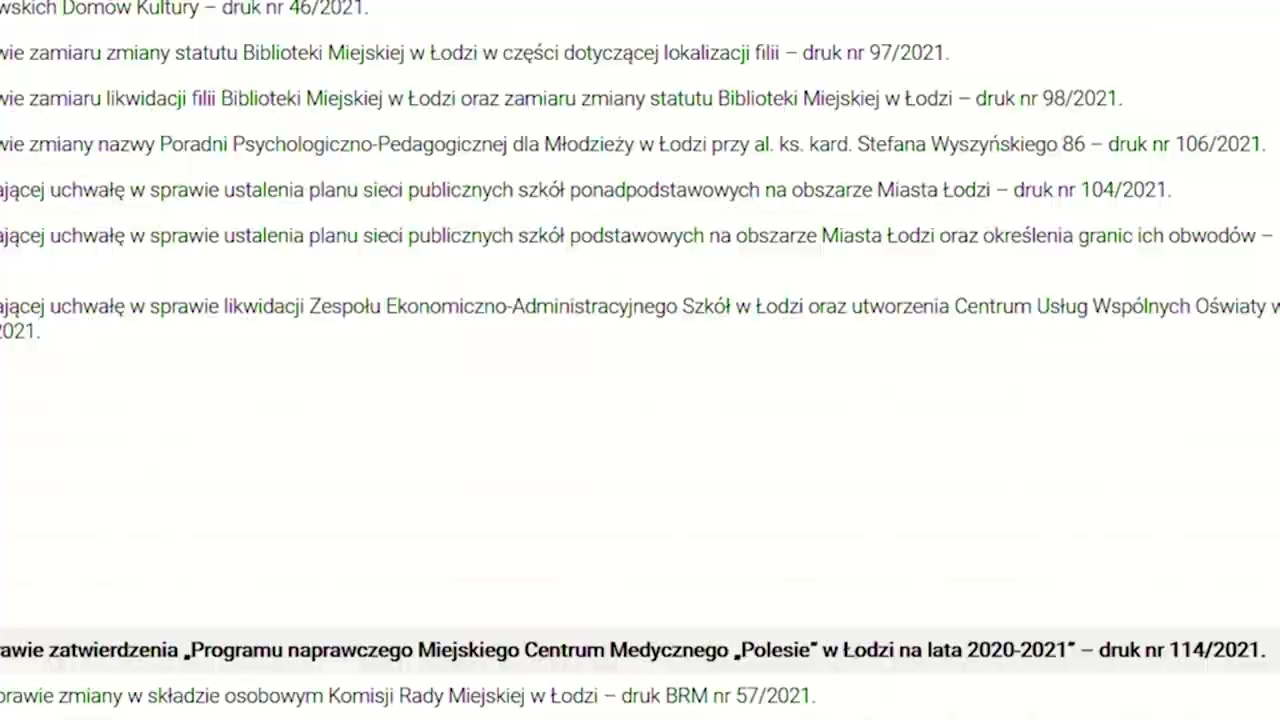 wskich Domów Kultury – druk nr 46/2021.
wie zamiaru zmiany statutu Biblioteki Miejskiej w Łodzi w części dotyczącej lokalizacji filii – druk nr 97/2021.
wie zamiaru likwidacji filii Biblioteki Miejskiej w Łodzi oraz zamiaru zmiany statutu Biblioteki Miejskiej w Łodzi – druk nr 98/2021.
wie zmiany nazwy Poradni Psychologiczno-Pedagogicznej dla Młodzieży w Łodzi przy al. ks. kard. Stefana Wyszyńskiego 86 – druk nr 106/2021.
ającej uchwałę w sprawie ustalenia planu sieci publicznych szkół ponadpodstawowych na obszarze Miasta Łodzi – druk nr 104/2021.
ającej uchwałę w sprawie ustalenia planu sieci publicznych szkół podstawowych na obszarze Miasta Łodzi oraz określenia granic ich obwodów –
ającej uchwałę w sprawie likwidacji Zespołu Ekonomiczno-Administracyjnego Szkół w Łodzi oraz utworzenia Centrum Usług Wspólnych Oświaty w
2021.
rawie zatwierdzenia „Programu naprawczego Miejskiego Centrum Medycznego „Polesie” w Łodzi na lata 2020-2021” – druk nr 114/2021.
prawie zmiany w składzie osobowym Komisji Rady Miejskiej w Łodzi – druk BRM nr 57/2021.